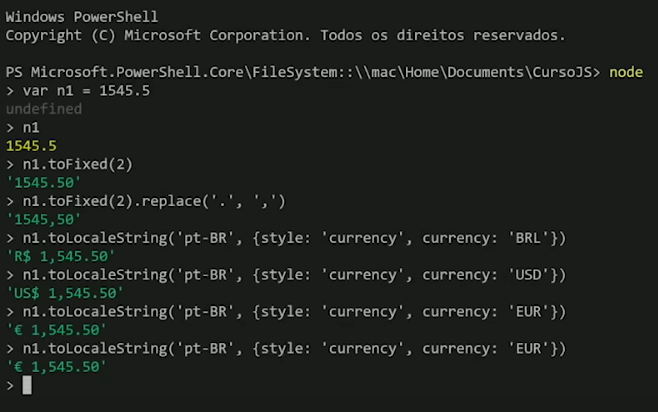 Windows PowerShell
Copyright (C) Microsoft Corporation. Todos os direitos reservados.
PS Microsoft.PowerShell.Core\FileSystem::\\mac\Home\Documents\CursoJS> node
> var n1 = 1545.5
undefined
> n1
1545.5
> n1.toFixed(2)
'1545.50'
> n1.toFixed(2).replace('.', ',')
'1545,50'
> n1.toLocaleString('pt-BR', {style: 'currency', currency: 'BRL'})
'R$ 1,545.50'
> n1.toLocaleString('pt-BR', {style: 'currency', currency: 'USD'})
'US$ 1,545.50'
> n1.toLocaleString('pt-BR', {style: 'currency', currency: 'EUR'})
'€ 1,545.50'
> n1.toLocaleString('pt-BR', {style: 'currency', currency: 'EUR'})
'€ 1,545.50'
>